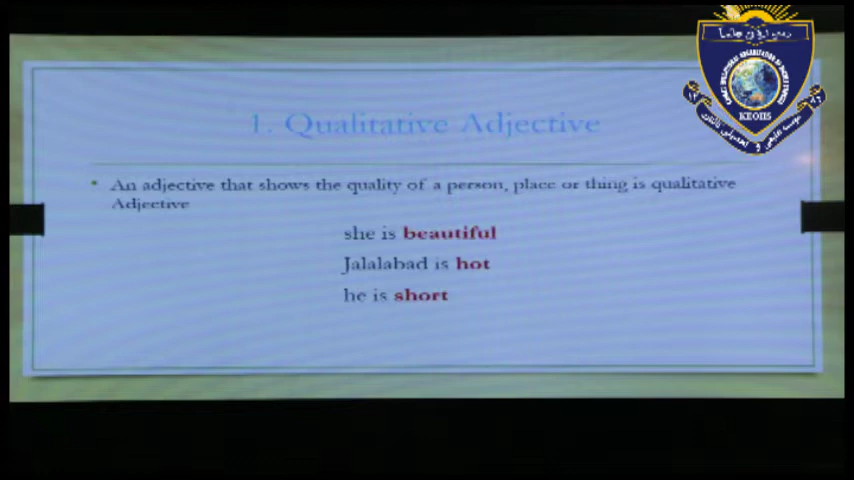 1. Qualitative Adjective
• An adjective that shows the quality of a person, place or thing is qualitative
Adjective
she is beautiful
Jalalabad is hot
he is short
KEOHS